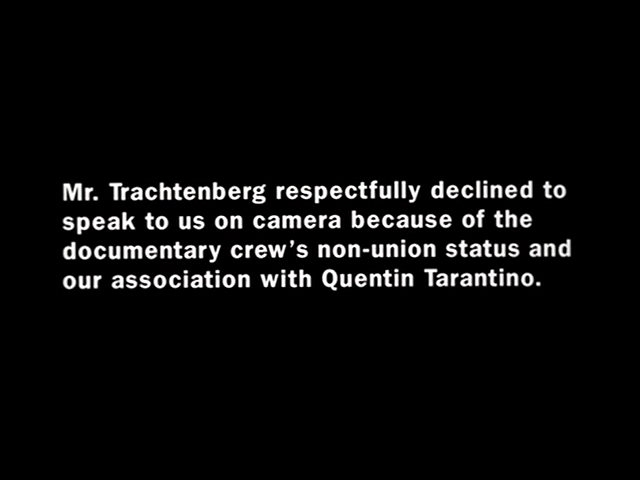 Mr. Trachtenberg respectfully declined to
speak to us on camera because of the
documentary crew's non-union status and
our association with Quentin Tarantino.